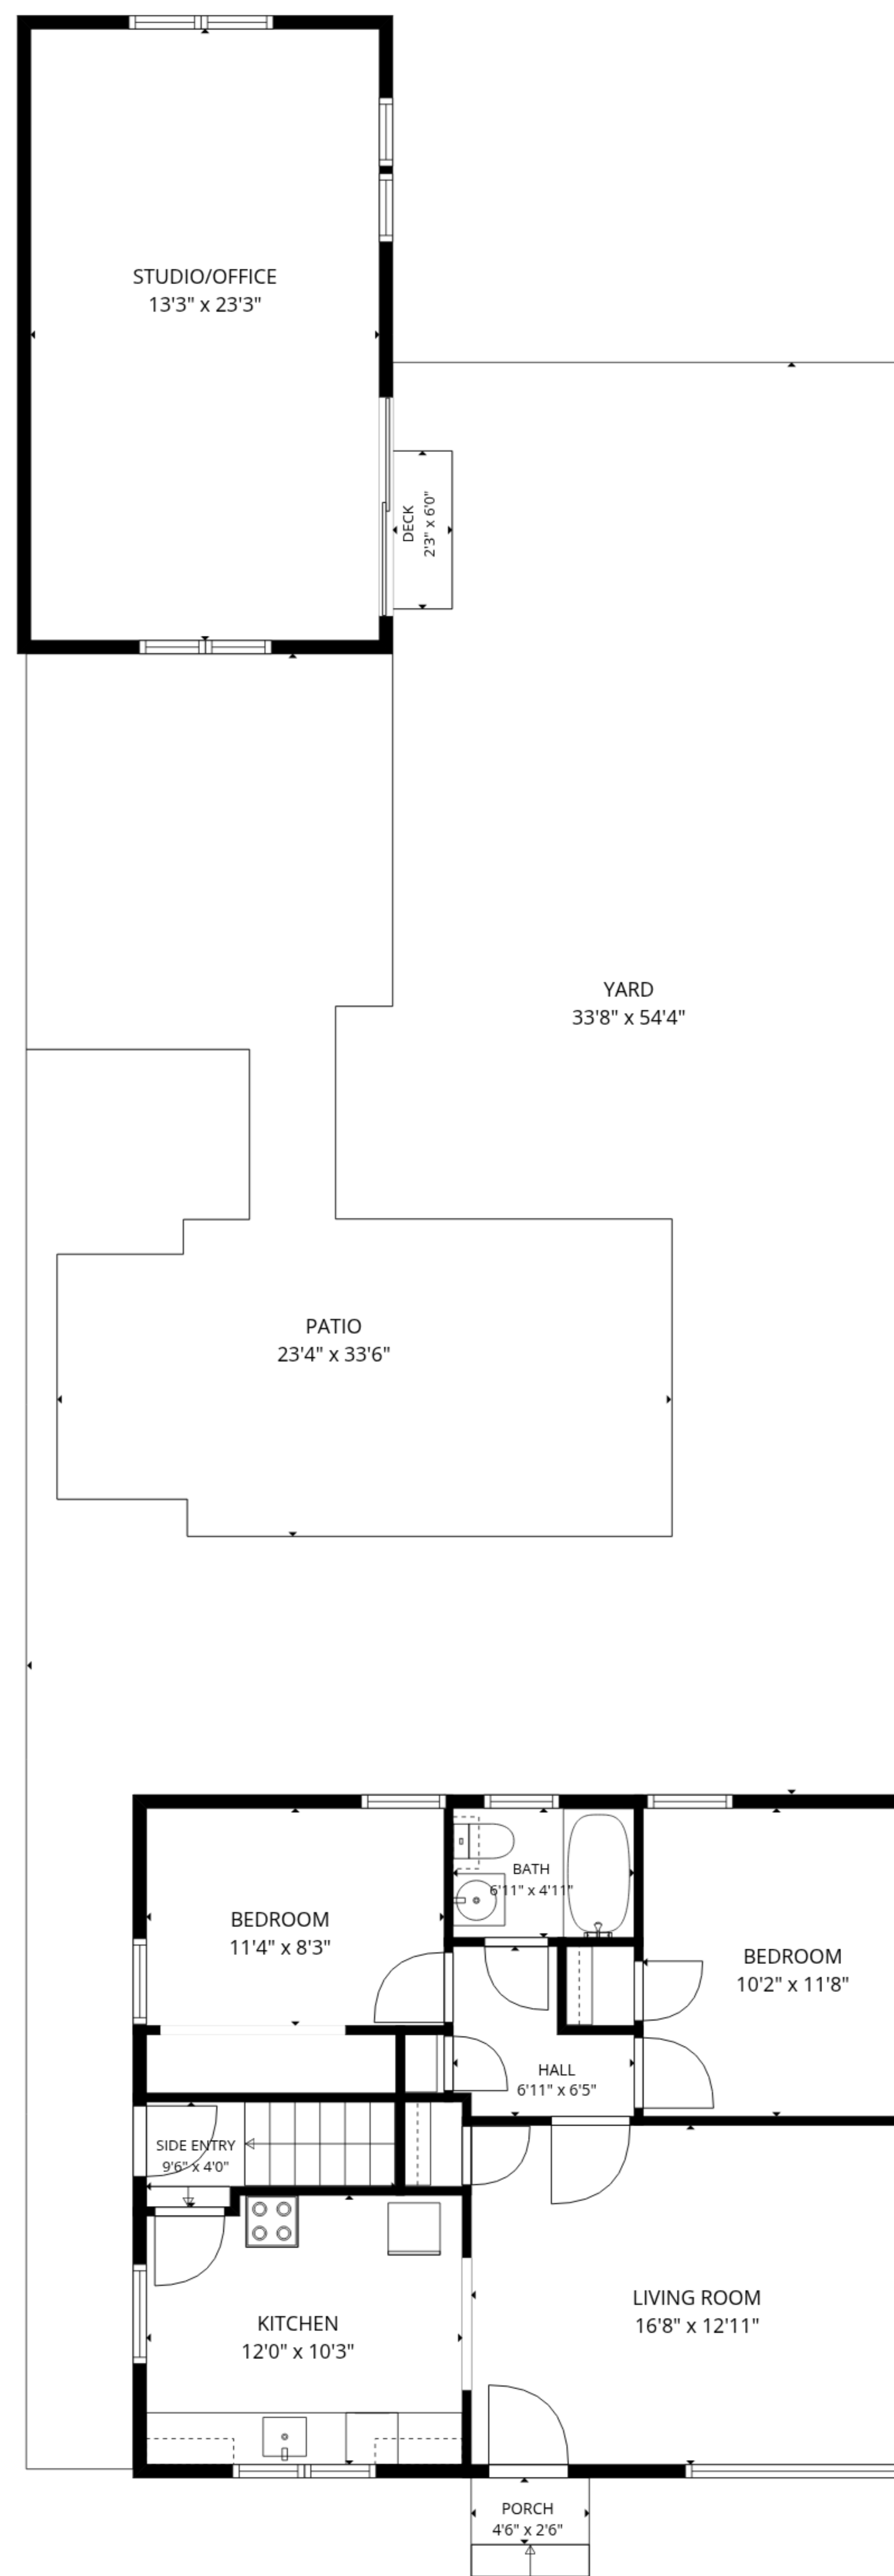 STUDIO/OFFICE
13'3" x 23'3"
DECK
2'3" x 6'0"
YARD
33'8" x 54'4"
PATIO
23'4" x 33'6"
BATH
6'11" x 4'11"
BEDROOM
11'4" x 8'3"
BEDROOM
10'2" x 11'8"
HALL
6'11" x 6'5"
SIDE ENTRY
9'6" x 4'0"
LIVING ROOM
16'8" x 12'11"
KITCHEN
12'0" x 10'3"
PORCH
4'6" x 2'6"